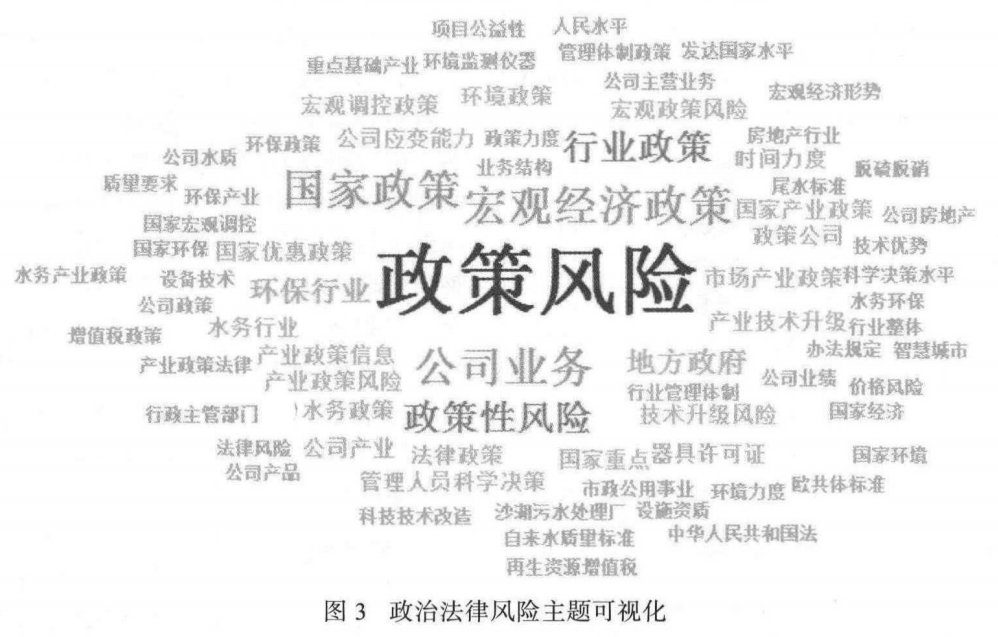 项目公益性 人民水平
重点基础产业 环境监测仪器 管理体制政策 发达国家水平
宏观调控政策 环境政策 公司主营业务 宏观经济形势
宏观政策风险
公司水质 环保政策 公司应变能力 政策力度 行业政策 房地产行业
业务结构 时间力度 脱硫脱硝
质里要求 环保产业 国家政策 宏观经济政策 尾水标准
国家宏观调控 国家产业政策 公司房地产
国家环保 国家优惠政策 政策公司 技术优势
水务产业政策 设备技术 环保行业 政策风险 市场产业政策 科学决策水平
公司政策 水务环保
增值税政策 水务行业 产业技术升级 行业整体
产业政策法律 产业政策信息 公司业务 地方政府 办法规定 智慧城市
产业政策风险 行业管理体制 公司业绩 价格风险
行政主管部门 水务政策 政策性风险 技术升级风险 国家经济
法律风险 公司产业 法律政策 国家重点 器具许可证 国家环境
公司产品 管理人员科学决策 市政公用事业 环境力度 欧共体标准
科技技术改造 沙湖污水处理厂 设施资质
自来水质里标准 中华人民共和国法
再生资源增值税
图 3 政治法律风险主题可视化